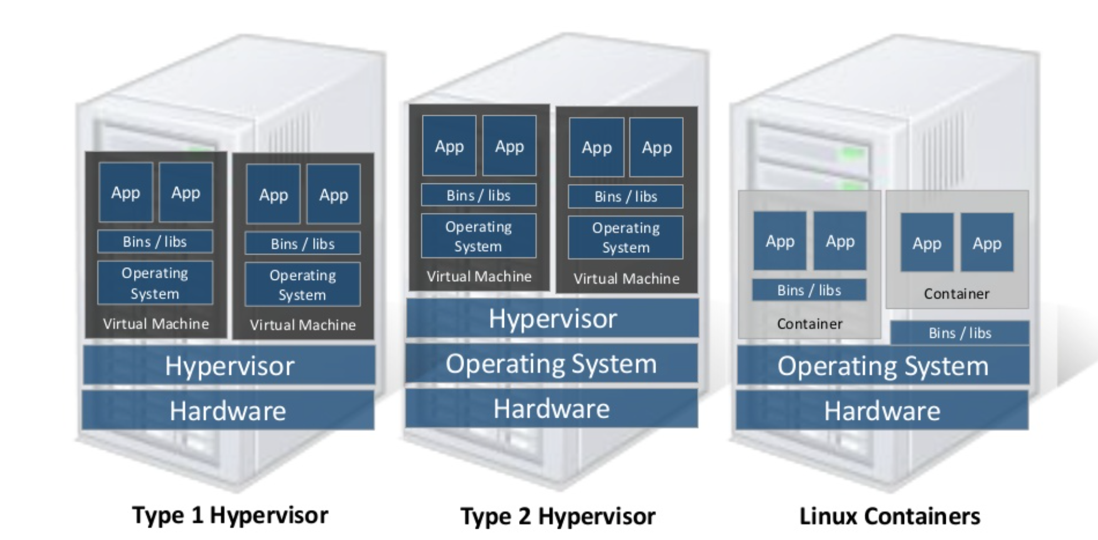 App App
Bins / libs
Operating
System
Virtual Machine
App App
Bins / libs
Operating
System
Virtual Machine
Hypervisor
Hardware
Type 1 Hypervisor
App App
Bins / libs
Operating
System
Virtual Machine
App App
Bins / libs
Operating
System
Virtual Machine
Hypervisor
Operating System
Hardware
Type 2 Hypervisor
App App
Bins / libs
Container
App App
Container
Bins / libs
Operating System
Hardware
Linux Containers